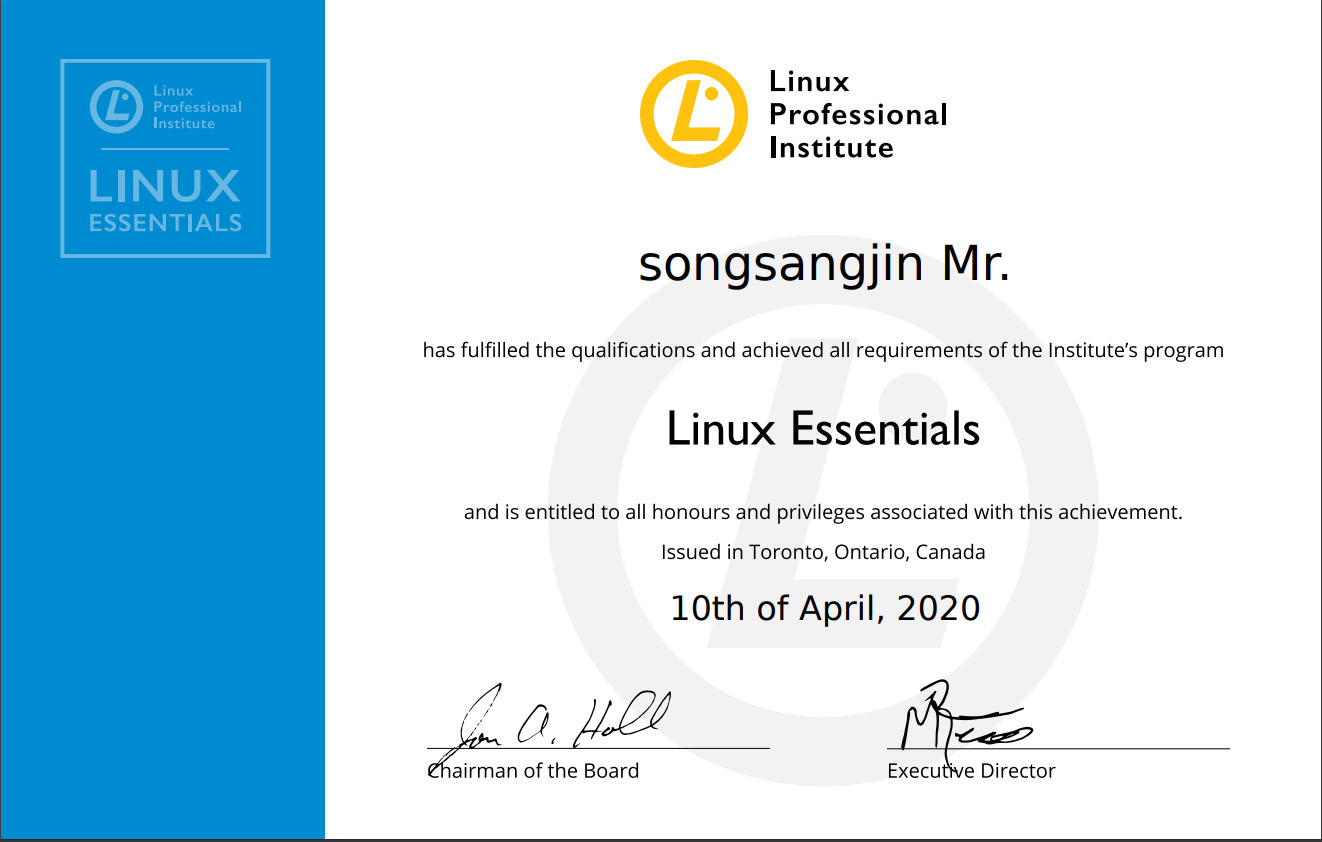 Linux
Professional
Institute
LINUX
ESSENTIALS
Linux
Professional
Institute
songsangjin Mr.
has fulfilled the qualifications and achieved all requirements of the Institute’s program
Linux Essentials
and is entitled to all honours and privileges associated with this achievement.
Issued in Toronto, Ontario, Canada
10th of April, 2020
Jon A. Hall
Chairman of the Board
Executive Director